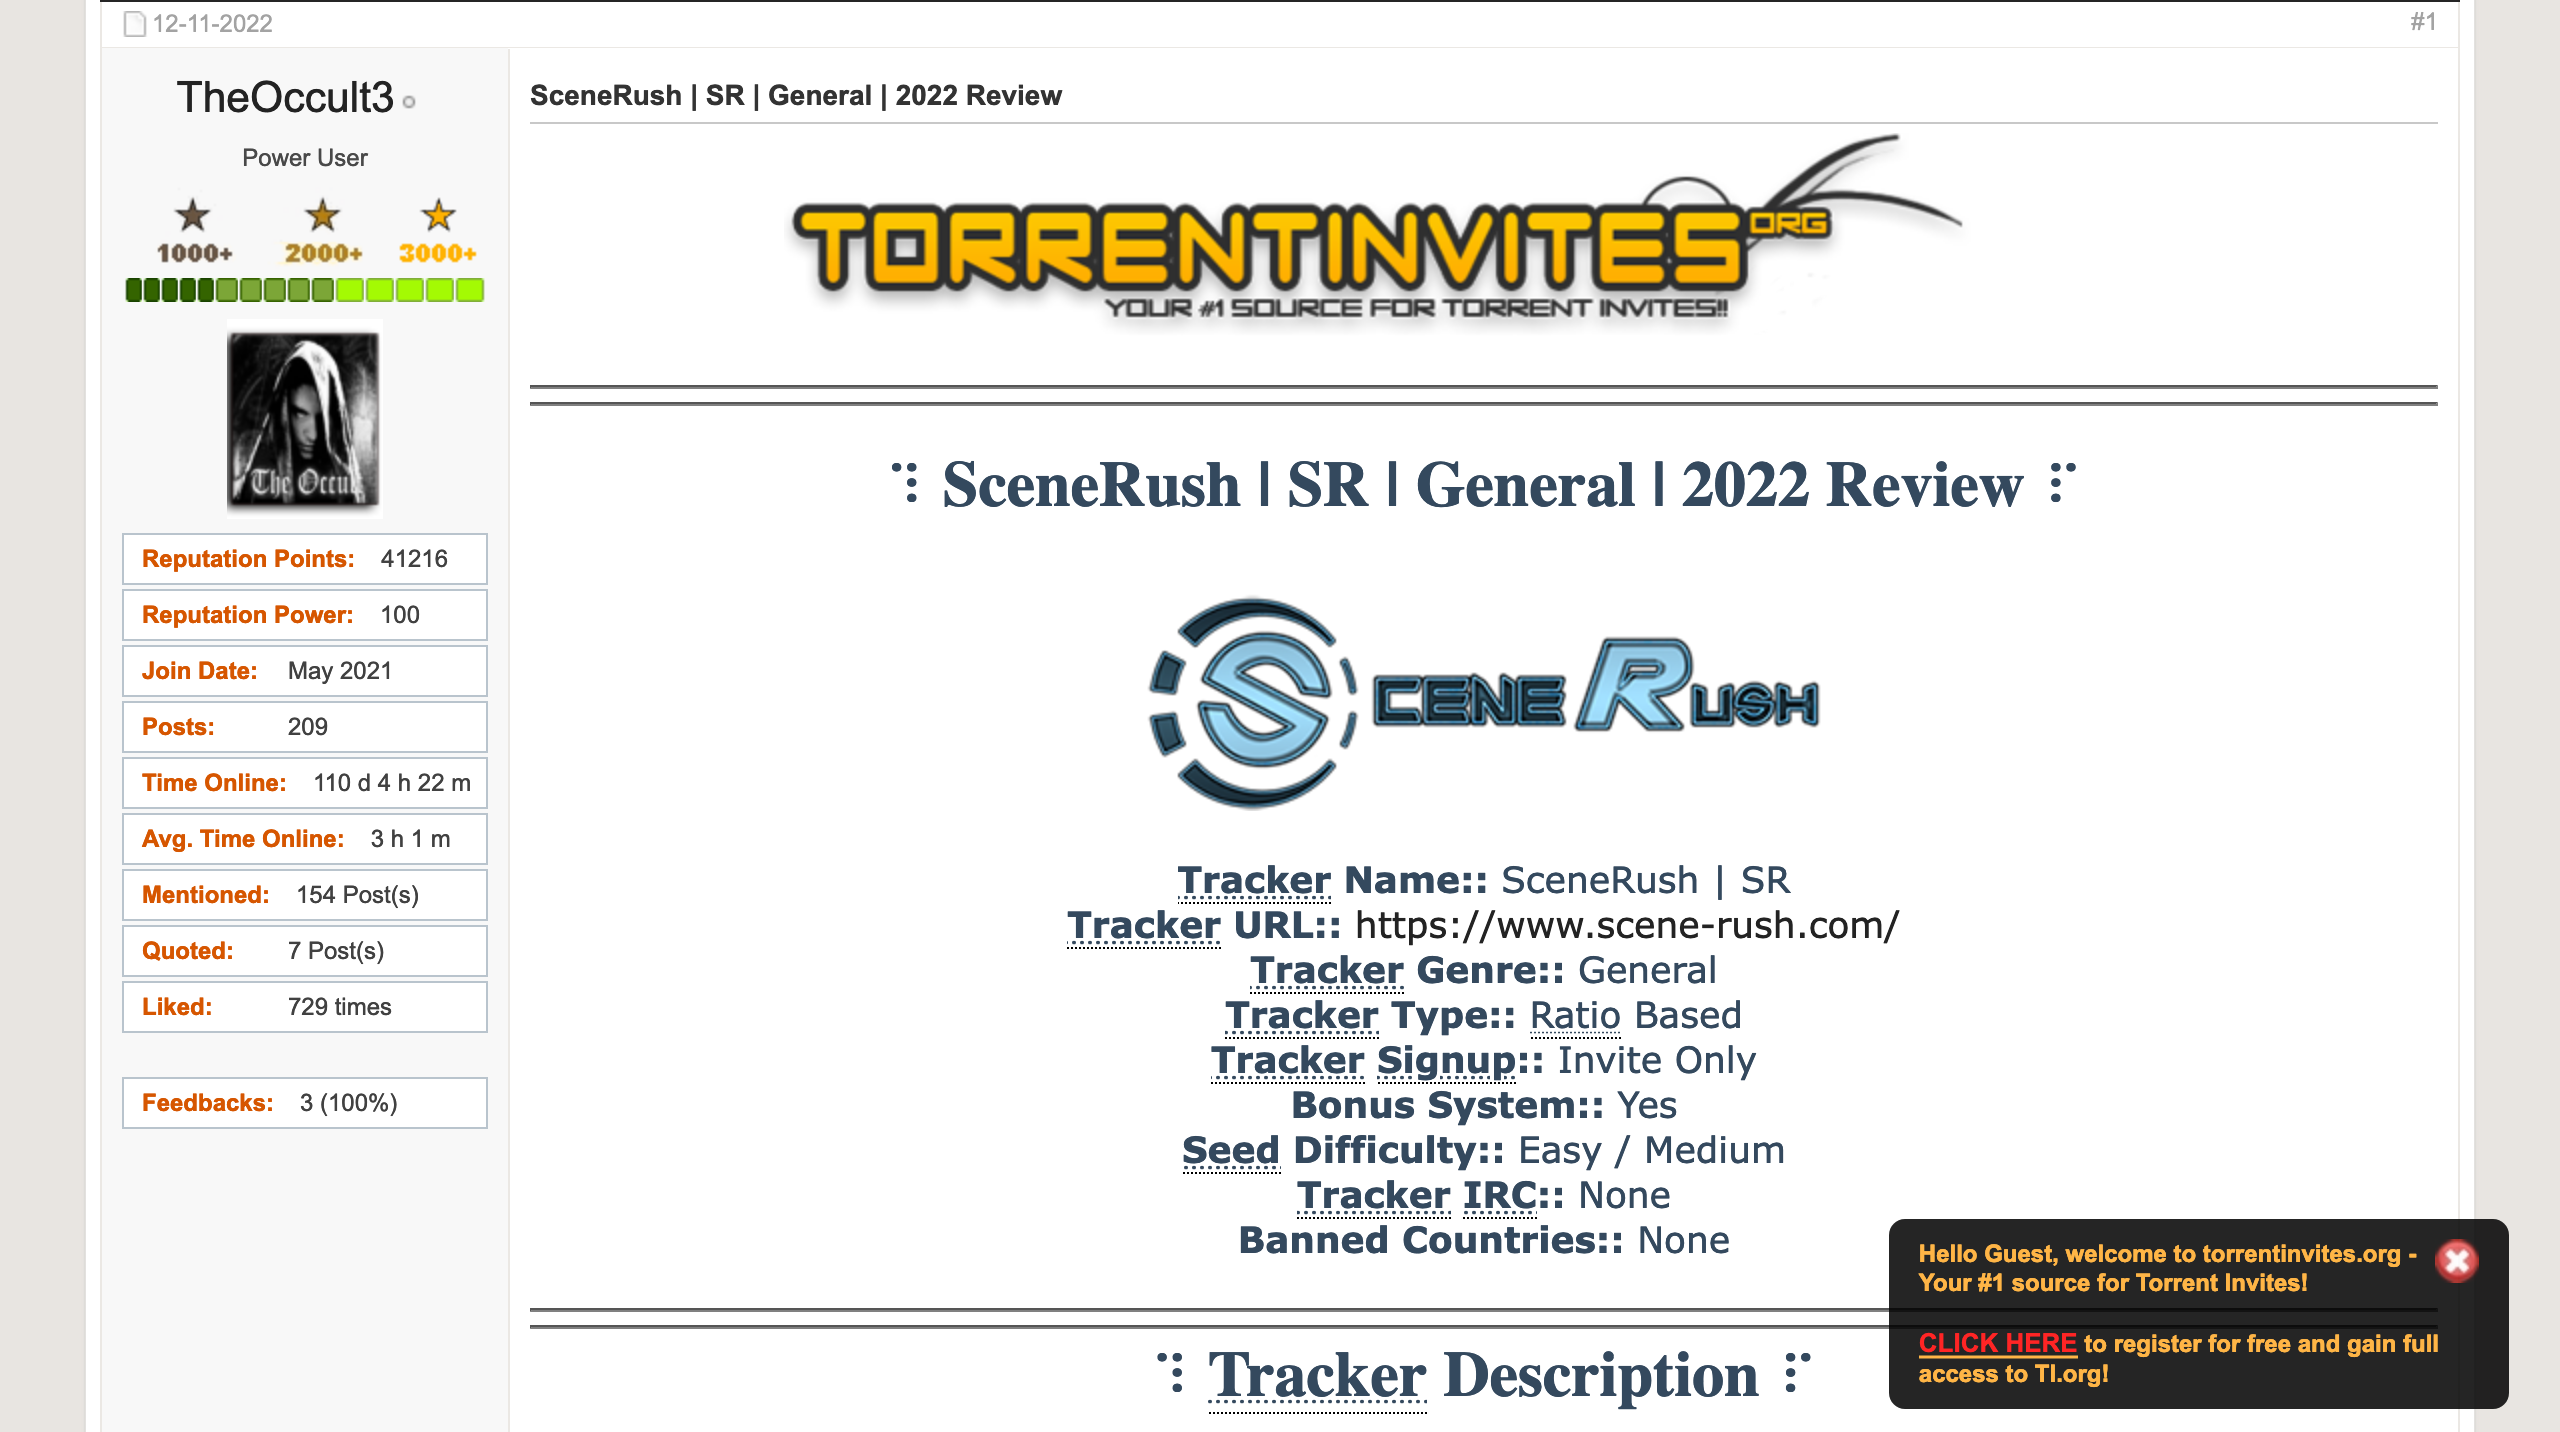 12-11-2022
#1
TheOccult3
Power User
1000+ 2000+ 3000+
The Occu
Reputation Points: 41216
Reputation Power: 100
Join Date: May 2021
Posts: 209
Time Online: 110 d 4 h 22 m
Avg. Time Online: 3 h 1 m
Mentioned: 154 Post(s)
Quoted: 7 Post(s)
Liked: 729 times
Feedbacks: 3 (100%)
SceneRush | SR | General | 2022 Review
TORRENTINVITES ORG
YOUR #1 SOURCE FOR TORRENT INVITES!!
⠙⠇ SceneRush | SR | General | 2022 Review ⠸⠋
SCENE RUSH
Tracker Name:: SceneRush | SR
Tracker URL:: https://www.scene-rush.com/
Tracker Genre:: General
Tracker Type:: Ratio Based
Tracker Signup:: Invite Only
Bonus System:: Yes
Seed Difficulty:: Easy / Medium
Tracker IRC:: None
Banned Countries:: None
Tracker Description
Hello Guest, welcome to torrentinvites.org -
Your #1 source for Torrent Invites!
CLICK HERE to register for free and gain full
access to TI.org!